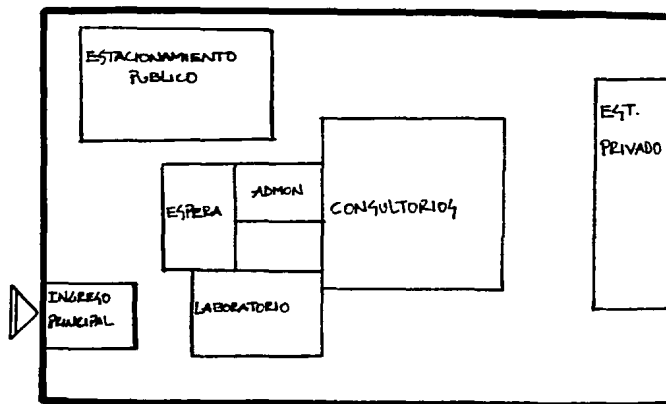 ESTACIONAMIENTO
PUBLICO
EST.
PRIVADO
ESPERA
ADMON
CONSULTORIOS
INGRESO
PRINCIPAL
LABORATORIO